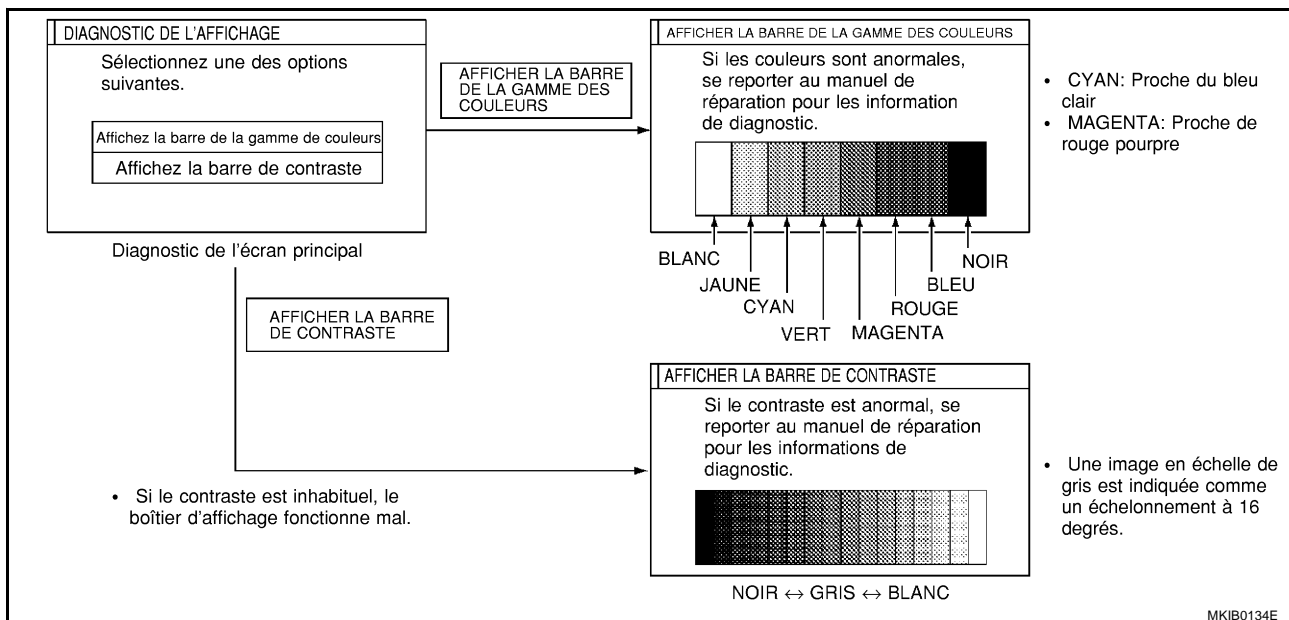 DIAGNOSTIC DE L'AFFICHAGE
Sélectionnez une des options
suivantes.
Affichez la barre de la gamme de couleurs
Affichez la barre de contraste
Diagnostic de l'écran principal
AFFICHER LA BARRE
DE LA GAMME DES
COULEURS
AFFICHER LA BARRE DE LA GAMME DES COULEURS
Si les couleurs sont anormales,
se reporter au manuel de
réparation pour les information
de diagnostic.
BLANC
JAUNE
CYAN
VERT
MAGENTA
ROUGE
BLEU
NOIR
• CYAN: Proche du bleu
clair
• MAGENTA: Proche de
rouge pourpre
AFFICHER LA BARRE
DE CONTRASTE
• Si le contraste est inhabituel, le
boîtier d'affichage fonctionne mal.
AFFICHER LA BARRE DE CONTRASTE
Si le contraste est anormal, se
reporter au manuel de réparation
pour les informations de
diagnostic.
NOIR ↔ GRIS ↔ BLANC
• Une image en échelle de
gris est indiquée comme
un échelonnement à 16
degrés.
MKIB0134E